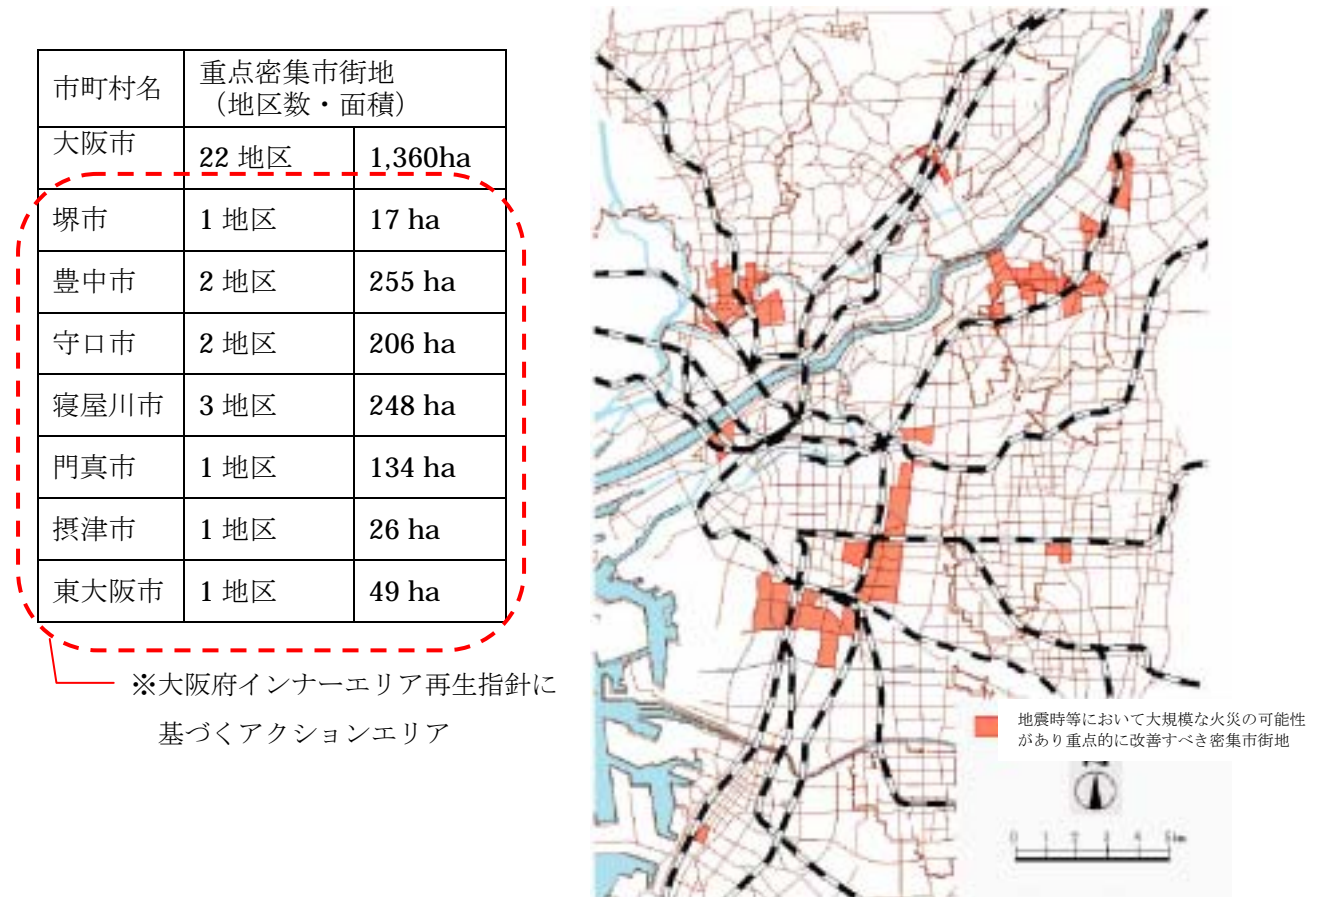 市町村名 重点密集市街地
(地区数・面積)
大阪市 22 地区 1,360ha
堺市 1 地区 17 ha
豊中市 2 地区 255 ha
守口市 2 地区 206 ha
寝屋川市 3 地区 248 ha
門真市 1 地区 134 ha
摂津市 1 地区 26 ha
東大阪市 1 地区 49 ha
※大阪府インナーエリア再生指針に
基づくアクションエリア
地震時等において大規模な火災の可能性
があり重点的に改善すべき密集市街地
0 1 2 3 4 5km